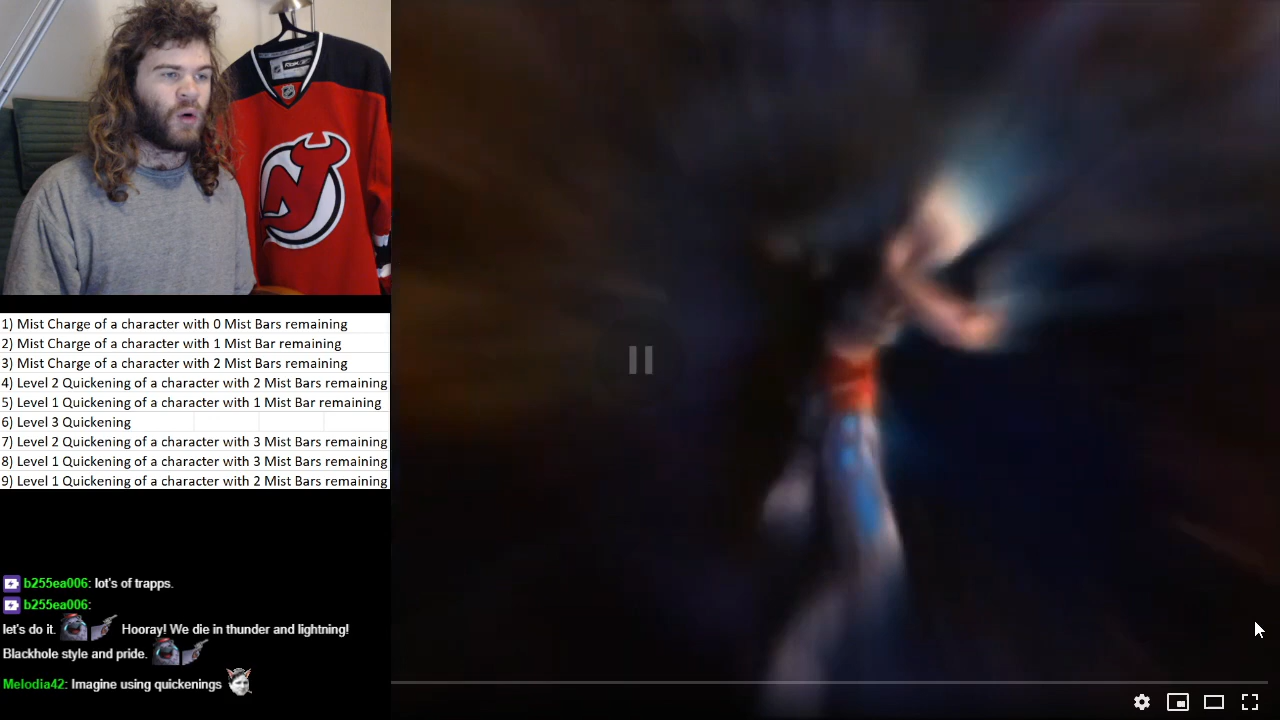 1) Mist Charge of a character with 0 Mist Bars remaining
2) Mist Charge of a character with 1 Mist Bar remaining
3) Mist Charge of a character with 2 Mist Bars remaining
4) Level 2 Quickening of a character with 2 Mist Bars remaining
5) Level 1 Quickening of a character with 1 Mist Bar remaining
6) Level 3 Quickening
7) Level 2 Quickening of a character with 3 Mist Bars remaining
8) Level 1 Quickening of a character with 3 Mist Bars remaining
9) Level 1 Quickening of a character with 2 Mist Bars remaining
b255ea006: lot's of trapps.
b255ea006:
let's do it. Hooray! We die in thunder and lightning!
Blackhole style and pride.
Melodia42: Imagine using quickenings